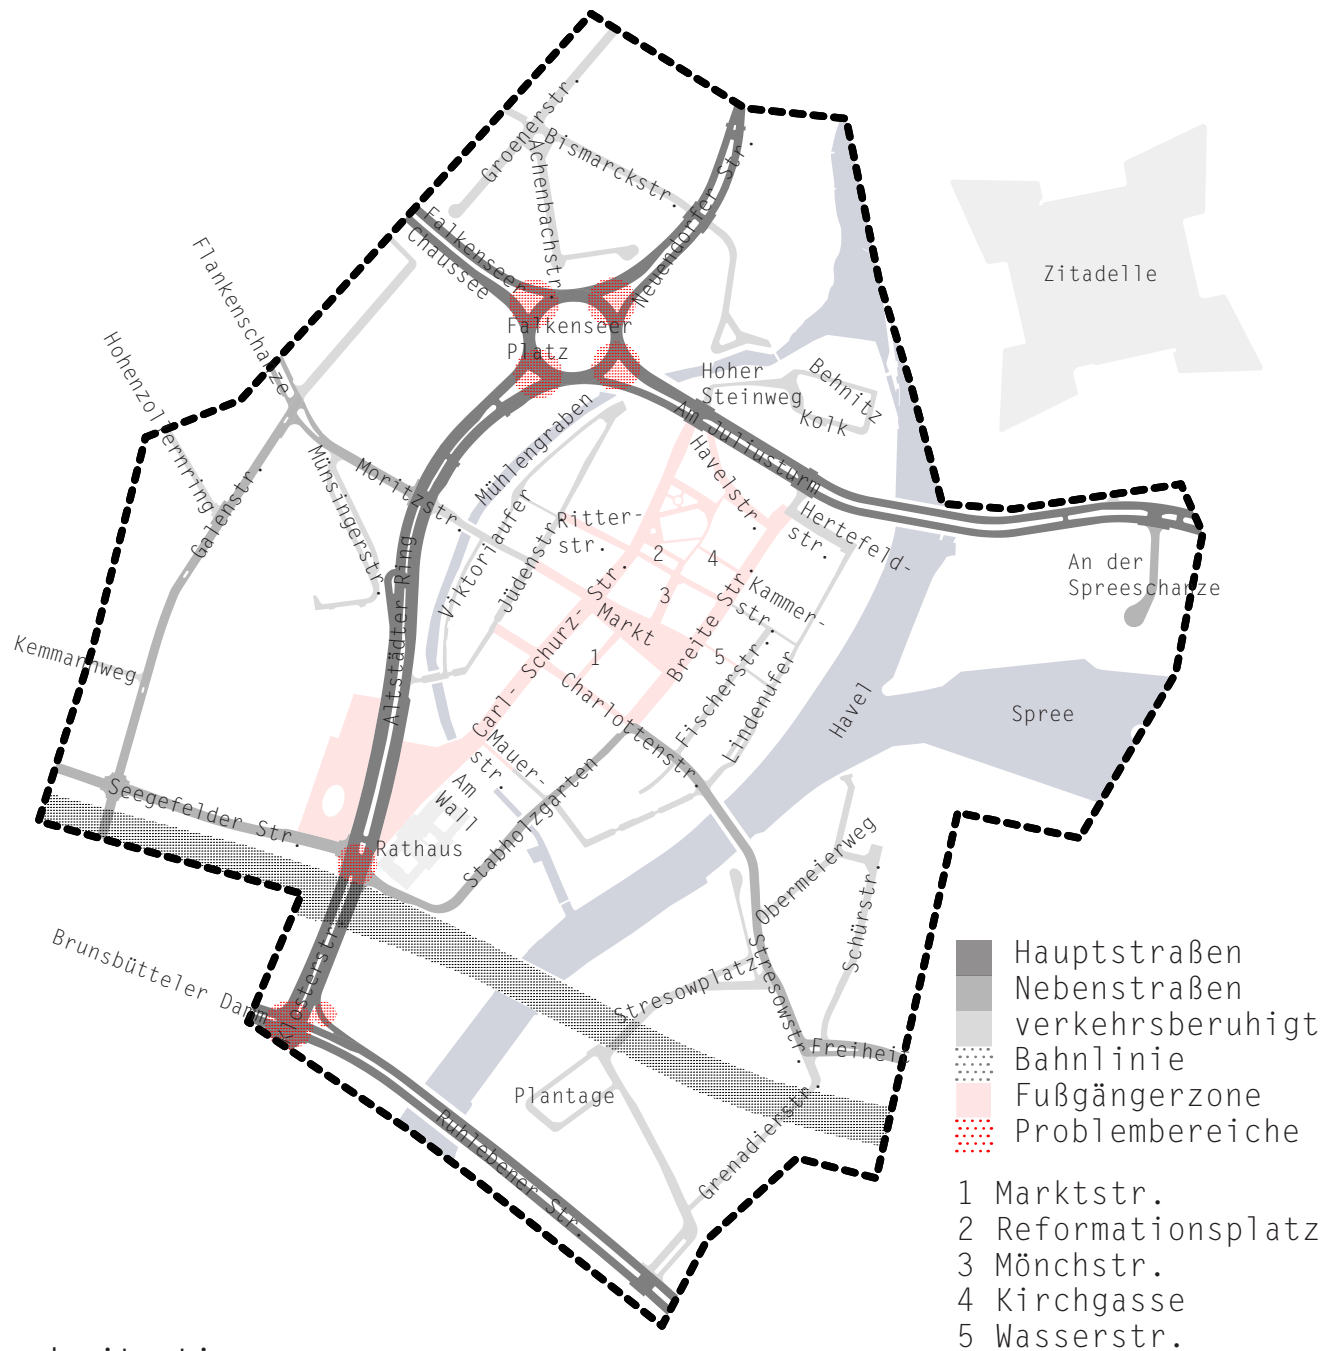 Groenerstr.
Bismarckstr.
Achenbachstr.
Neuendorfer Str.
Falkenseer
Chaussee
Flankenschanze
Hohenzollernring
Zitadelle
Falkenseer
Platz
Hoher
Steinweg
Behnitz
Kolk
Am Juliusturm
Mühlengraben
Havelstr.
Galenstr.
Münsingerstr.
Moritzstr.
Viktoriaufer
Jüdenstr.
Ritter-
str.
Hertefeld-
str.
2
4
3
1
5
Kammer-
str.
An der
Spreeschanze
Altstädter Ring
Carl- Schurz- Str.
Markt
Breite Str.
Fischerstr.
Lindenufer
Kemmannweg
Charlottenstr.
Havel
Spree
Mauer-
str.
Am
Wall
Stabholzgarten
Seegefelder Str.
Rathaus
Obermeierweg
Schürstr.
Brunsbütteler Damm
Klosterstr.
Stresowplatz
Stresowstr.
Freiheit
Plantage
Grenadierstr.
Ruhlebener Str.
Hauptstraßen
Nebenstraßen
verkehrsberuhigt
Bahnlinie
Fußgängerzone
Problembereiche
1 Marktstr.
2 Reformationsplatz
3 Mönchstr.
4 Kirchgasse
5 Wasserstr.